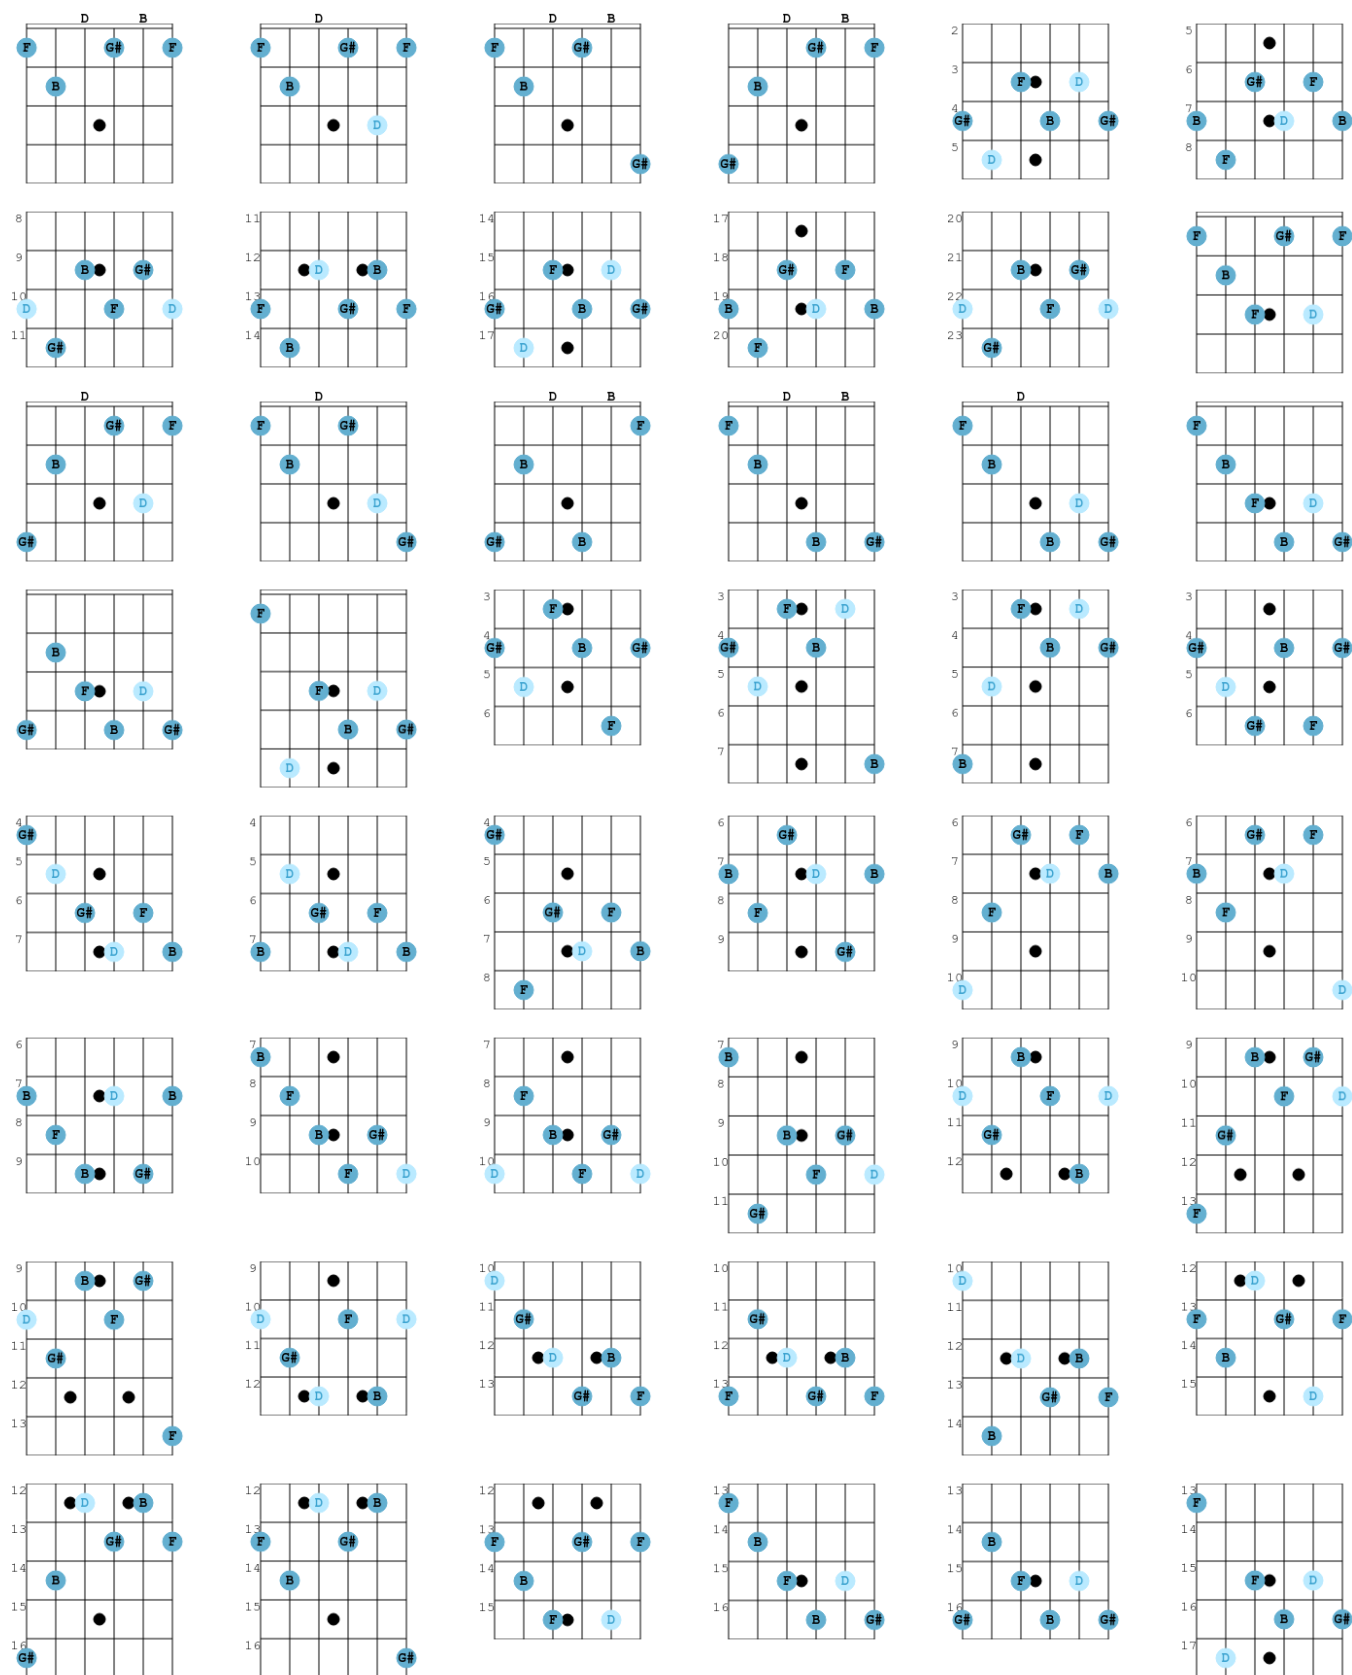 D B D D B D B
2 5
F G# F F G# F F G# G# F
3 6
B B B B F D G# F
4 7
D G# B G# B D B
5 8
G# G# D F
8 11 14 17 20
F G# F
9 12 15 18 21
B G# D B F D G# F B G# B
10 13 16 19 22
D F D F G# F G# B G# B D B D F D F D
11 14 17 20 23
G# B D F G#
D D D B D B D
G# F F G# F F F F
B B B B B B
D D D F D
G# G# G# B B G# B G# B G#
3 3 3 3
F F F D F D
4 4 4 4
B G# B G# G# B B G# G# B G#
5 5 5 5
F D F D D D D D
6 6 6 6
G# B G# B G# F G# F
7 7
D B B
4 4 4 6 6 6
G# G# G# G# F G# F
5 5 5 7 7 7
D D B D B D B B D
6 6 6 8 8 8
G# F G# F G# F F F F
7 7 7 9 9 9
D B B D B D B G#
8 10 10
F D D
6 7 7 7 9 9
B B B B G#
7 8 8 8 10 10
B D B F F D F D F D
8 9 9 9 11 11
F B G# B G# B G# G# G#
9 10 10 10 12 12
B G# F D D F D F D B
11 13
G# F
9 9 10 10 10 12
B G# D D D
10 10 11 11 11 13
D F D F D G# G# F G# F
11 11 12 12 12 14
G# G# D B D B D B B
12 12 13 13 13 15
D B G# F F G# F G# F D
13 14
F B
12 12 12 13 13 13
D B D B F F
13 13 13 14 14 14
G# F F G# F G# F B B
14 14 14 15 15 15
B B B F D F D F D
15 15 15 16 16 16
F D B G# G# B G# B G#
16 16 17
G# G# D